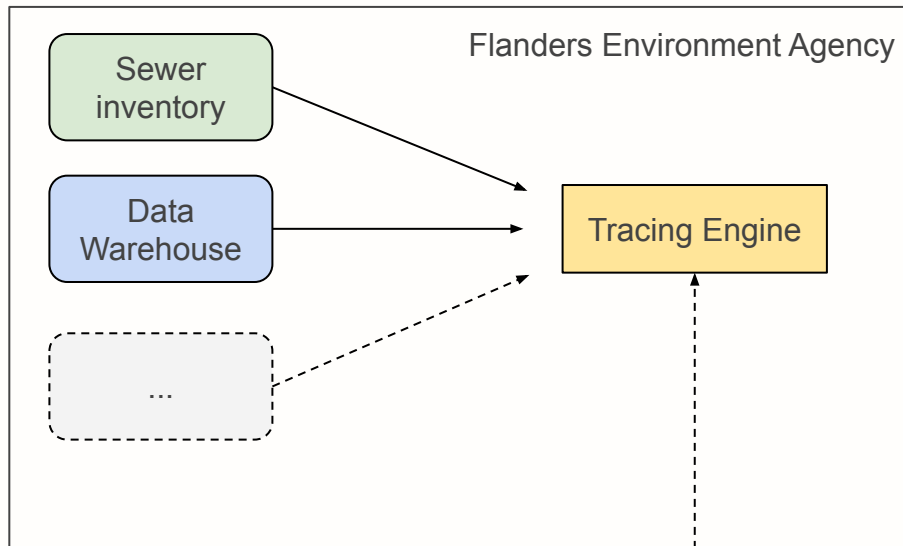 Flanders Environment Agency
Sewer
inventory
Data
Warehouse
Tracing Engine
...